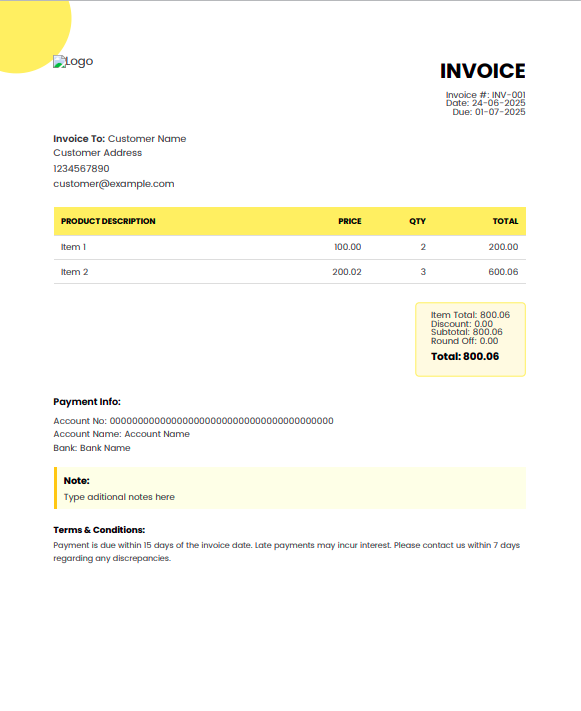 Logo
INVOICE
Invoice #: INV-001
Date: 24-06-2025
Due: 01-07-2025
Invoice To: Customer Name
Customer Address
1234567890
customer@example.com
PRODUCT DESCRIPTION PRICE QTY TOTAL
Item 1 100.00 2 200.00
Item 2 200.02 3 600.06
Item Total: 800.06
Discount: 0.00
Subtotal: 800.06
Round Off: 0.00
Total: 800.06
Payment Info:
Account No: 0000000000000000000000000000000000000000
Account Name: Account Name
Bank: Bank Name
Note:
Type aditional notes here
Terms & Conditions:
Payment is due within 15 days of the invoice date. Late payments may incur interest. Please contact us within 7 days
regarding any discrepancies.